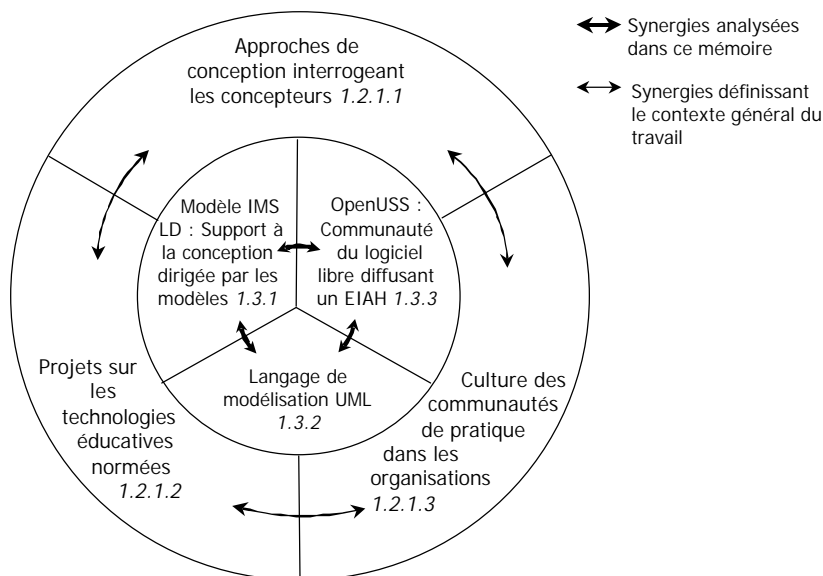 Approches de
conception interrogeant
les concepteurs 1.2.1.1
Synergies analysées
dans ce mémoire
Synergies définissant
le contexte général du
travail
Modèle IMS
LD : Support à
la conception
dirigée par les
modèles 1.3.1
OpenUSS :
Communauté
du logiciel
libre diffusant
un EIAH 1.3.3
Langage de
modélisation UML
1.3.2
Projets sur
les
technologies
éducatives
normées
1.2.1.2
Culture des
communautés
de pratique
dans les
organisations
1.2.1.3